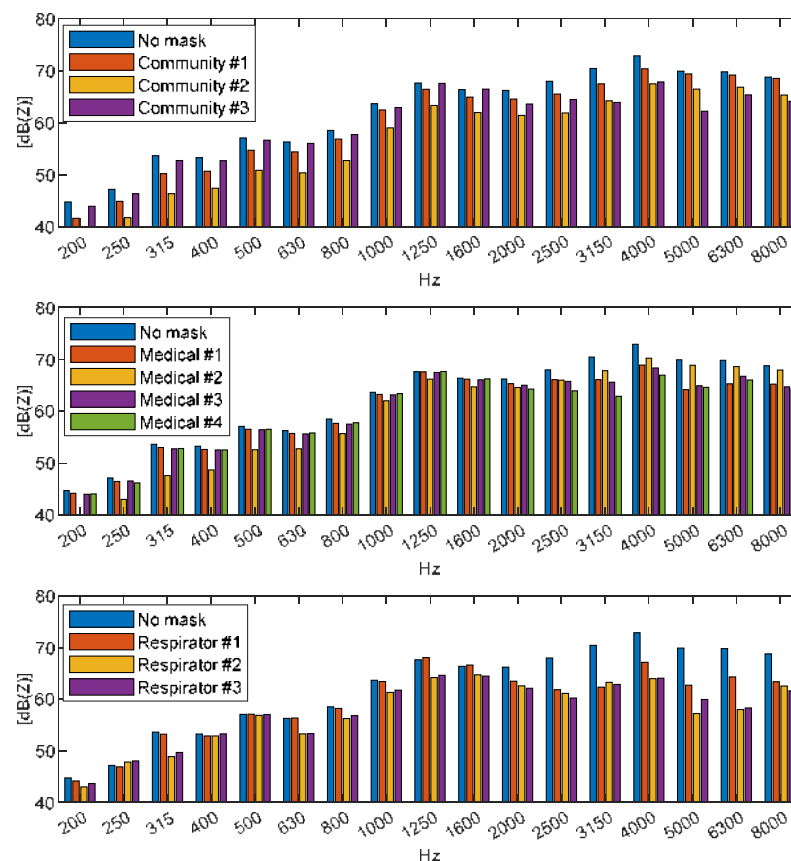 80
70
60
50
40
[dB(Z)]
No mask
Community #1
Community #2
Community #3
200 250 315 400 500 630 800 1000 1250 1600 2000 2500 3150 4000 5000 6300 8000
Hz
80
70
60
50
40
[dB(Z)]
No mask
Medical #1
Medical #2
Medical #3
Medical #4
200 250 315 400 500 630 800 1000 1250 1600 2000 2500 3150 4000 5000 6300 8000
Hz
80
70
60
50
40
[dB(Z)]
No mask
Respirator #1
Respirator #2
Respirator #3
200 250 315 400 500 630 800 1000 1250 1600 2000 2500 3150 4000 5000 6300 8000
Hz